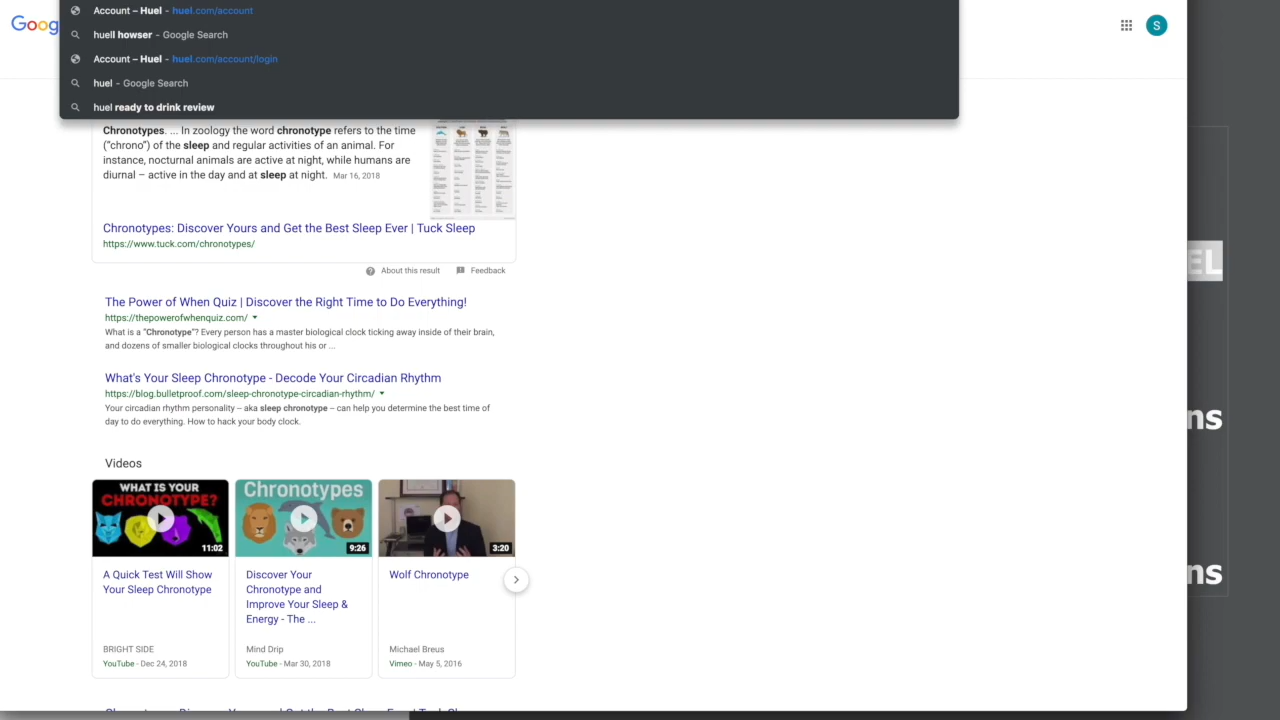 Goog
Account – Huel - huel.com/account
huell howser - Google Search
Account – Huel - huel.com/account/login
huel - Google Search
huel ready to drink review
S
Chronotypes. ... In zoology the word chronotype refers to the time
("chrono") of the sleep and regular activities of an animal. For
instance, nocturnal animals are active at night, while humans are
diurnal – active in the day and at sleep at night. Mar 16, 2018
Chronotypes: Discover Yours and Get the Best Sleep Ever | Tuck Sleep
https://www.tuck.com/chronotypes/
About this result
Feedback
EL
The Power of When Quiz | Discover the Right Time to Do Everything!
https://thepowerofwhenquiz.com/
What is a "Chronotype"? Every person has a master biological clock ticking away inside of their brain,
and dozens of smaller biological clocks throughout his or ...
What's Your Sleep Chronotype - Decode Your Circadian Rhythm
https://blog.bulletproof.com/sleep-chronotype-circadian-rhythm/
Your circadian rhythm personality – aka sleep chronotype – can help you determine the best time of
day to do everything. How to hack your body clock.
ns
Videos
WHAT IS YOUR
CHRONOTYPE?
11:02
Chronotypes
9:26
3:20
A Quick Test Will Show
Your Sleep Chronotype
BRIGHT SIDE
YouTube - Dec 24, 2018
Discover Your
Chronotype and
Improve Your Sleep &
Energy - The ...
Mind Drip
YouTube - Mar 30, 2018
Wolf Chronotype
Michael Breus
Vimeo - May 5, 2016
ns